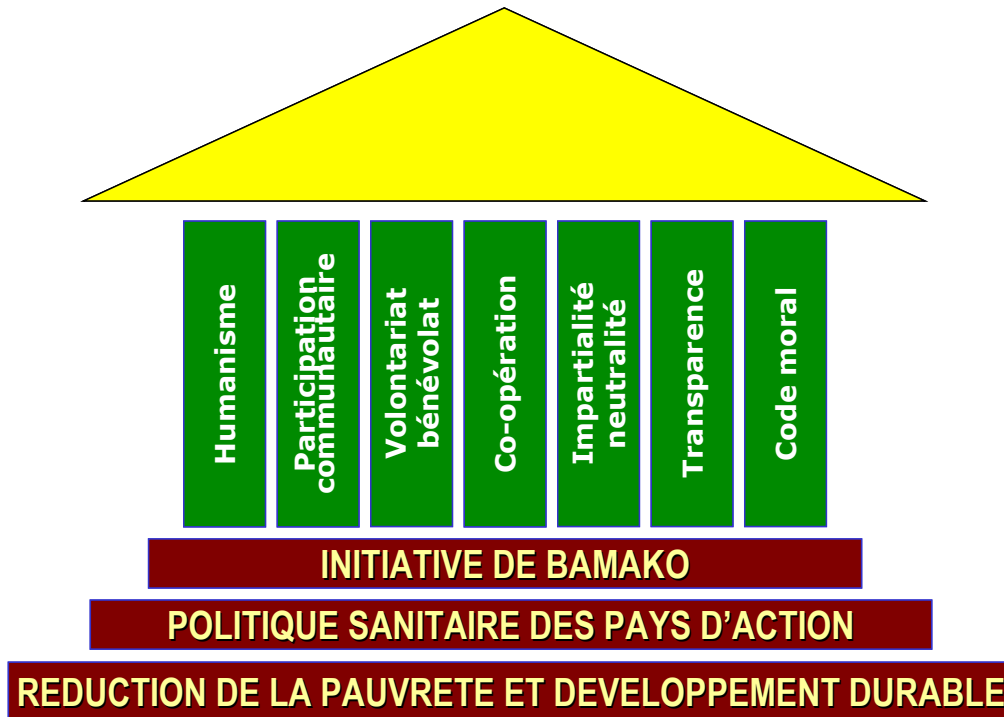 Humanisme
Participation
communautaire
Volontariat
bénévolat
Co-opération
Impartialité
neutralité
Transparence
Code moral
INITIATIVE DE BAMAKO
POLITIQUE SANITAIRE DES PAYS D’ACTION
REDUCTION DE LA PAUVRETE ET DEVELOPPEMENT DURABLE